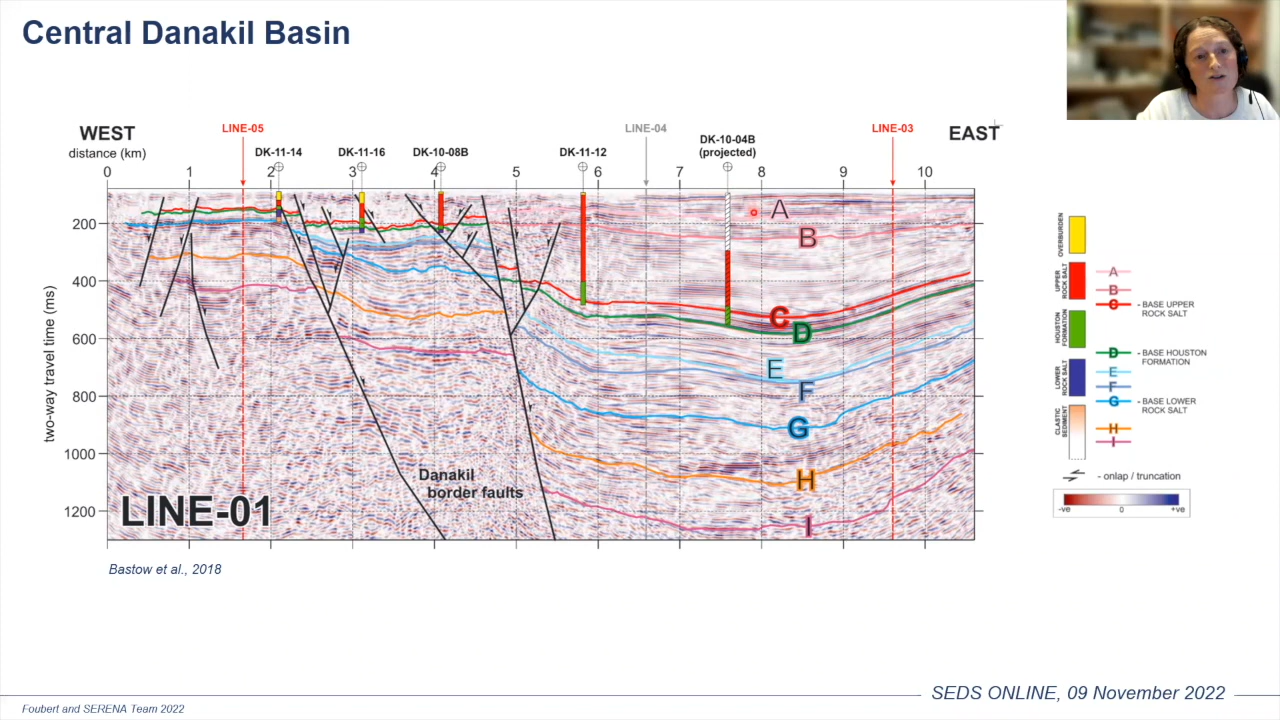 Central Danakil Basin
WEST
distance (km)
LINE-05
LINE-04
LINE-03
EAST
DK-11-14
DK-11-16
DK-10-08B
DK-11-12
DK-10-04B
(projected)
0 1 2 3 4 5 6 7 8 9 10
two-way travel time (ms)
200
400
600
800
1000
1200
A
B
C
D
E
F
G
H
I
Danakil
border faults
LINE-01
OVERBURDEN
UPPER
ROCK SALT
HOUSTON
FORMATION
LOWER
ROCK SALT
CLASTIC
SEDIMENT
A
B
C - BASE UPPER
ROCK SALT
D - BASE HOUSTON
FORMATION
E
F
G - BASE LOWER
ROCK SALT
H
I
- onlap / truncation
-ve 0 +ve
Bastow et al., 2018
SEDS ONLINE, 09 November 2022
Foubert and SERENA Team 2022